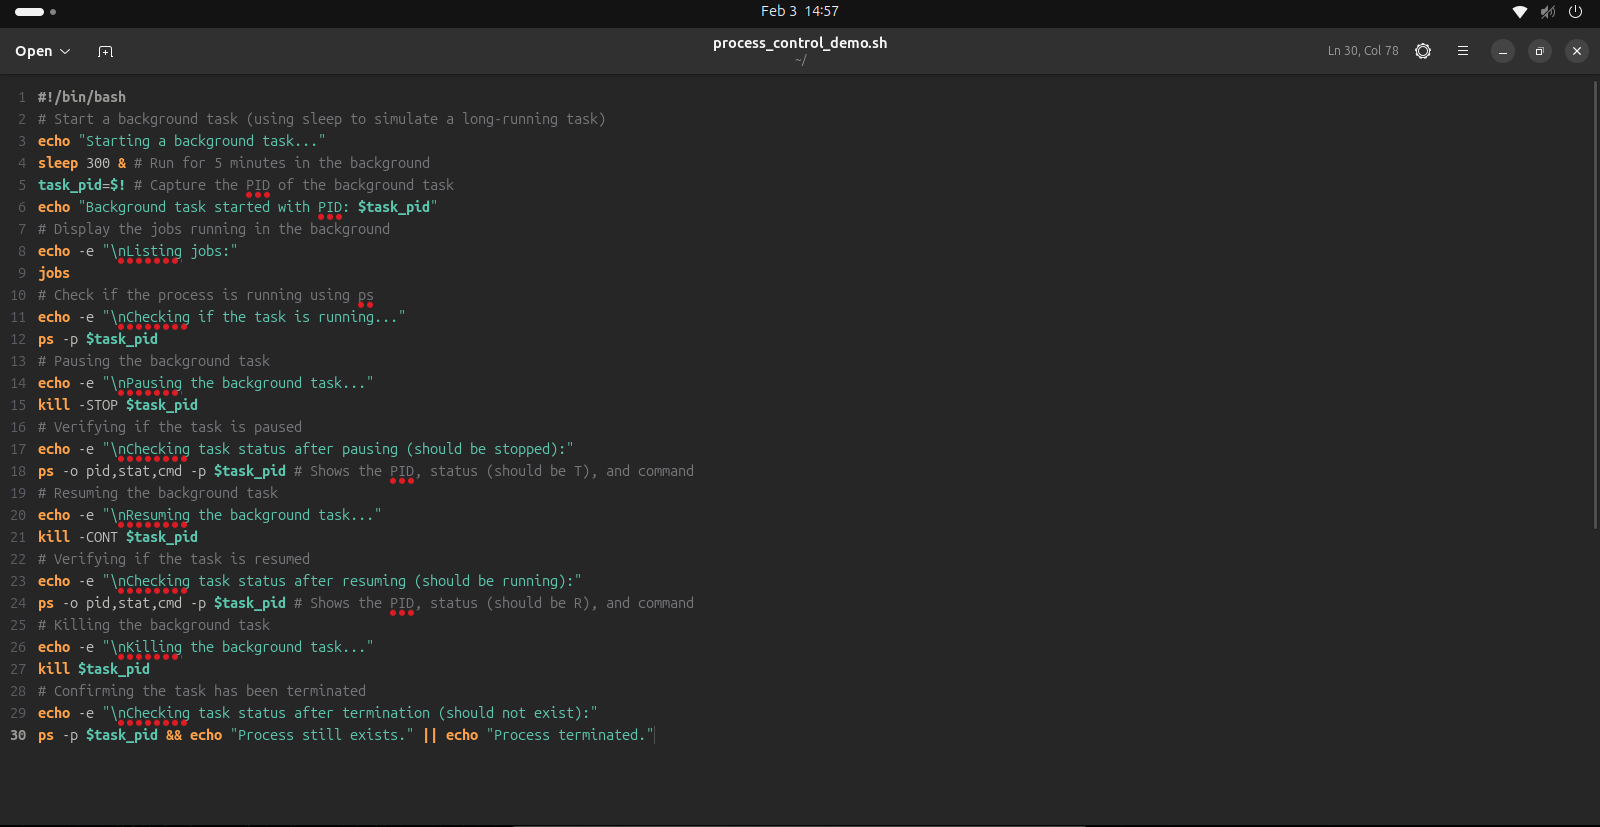 Feb 3 14:57
Open
process_control_demo.sh
~/
Ln 30, Col 78
1 #!/bin/bash
2 # Start a background task (using sleep to simulate a long-running task)
3 echo "Starting a background task..."
4 sleep 300 & # Run for 5 minutes in the background
5 task_pid=$! # Capture the PID of the background task
6 echo "Background task started with PID: $task_pid"
7 # Display the jobs running in the background
8 echo -e "\nListing jobs:"
9 jobs
10 # Check if the process is running using ps
11 echo -e "\nChecking if the task is running..."
12 ps -p $task_pid
13 # Pausing the background task
14 echo -e "\nPausing the background task..."
15 kill -STOP $task_pid
16 # Verifying if the task is paused
17 echo -e "\nChecking task status after pausing (should be stopped):"
18 ps -o pid,stat,cmd -p $task_pid # Shows the PID, status (should be T), and command
19 # Resuming the background task
20 echo -e "\nResuming the background task..."
21 kill -CONT $task_pid
22 # Verifying if the task is resumed
23 echo -e "\nChecking task status after resuming (should be running):"
24 ps -o pid,stat,cmd -p $task_pid # Shows the PID, status (should be R), and command
25 # Killing the background task
26 echo -e "\nKilling the background task..."
27 kill $task_pid
28 # Confirming the task has been terminated
29 echo -e "\nChecking task status after termination (should not exist):"
30 ps -p $task_pid && echo "Process still exists." || echo "Process terminated."